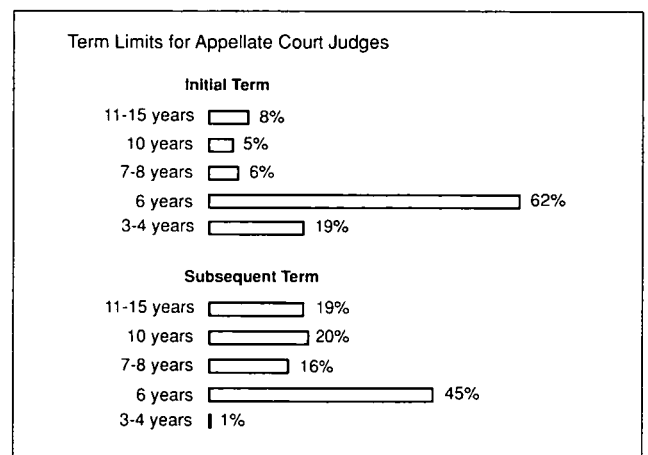 Term Limits for Appellate Court Judges
Initial Term
11-15 years 8%
10 years 5%
7-8 years 6%
6 years 62%
3-4 years 19%
Subsequent Term
11-15 years 19%
10 years 20%
7-8 years 16%
6 years 45%
3-4 years 1%